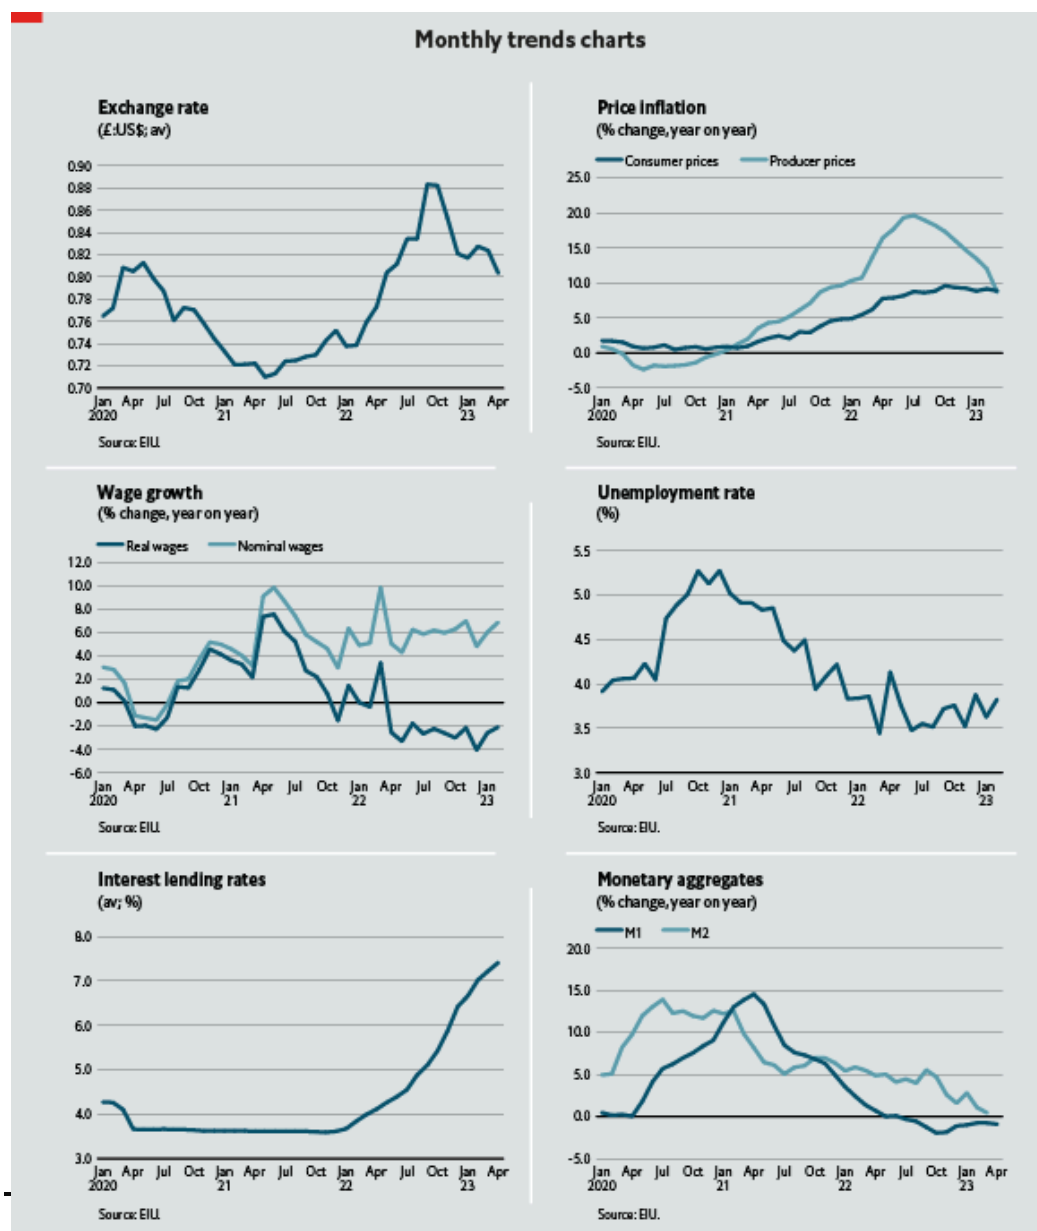 Monthly trends charts
Exchange rate
(£:US$; av)
0.90
0.88
0.86
0.84
0.82
0.80
0.78
0.76
0.74
0.72
0.70
Jan Apr Jul Oct Jan Apr Jul Oct Jan Apr Jul Oct Jan Apr
2020 21 22 23
Source: EIU.
Price inflation
(% change, year on year)
Consumer prices Producer prices
25.0
20.0
15.0
10.0
5.0
0.0
-5.0
Jan Apr Jul Oct Jan Apr Jul Oct Jan Apr Jul Oct Jan
2020 21 22 23
Source: EIU.
Wage growth
(% change, year on year)
Real wages Nominal wages
12.0
10.0
8.0
6.0
4.0
2.0
0.0
-2.0
-4.0
-6.0
Jan Apr Jul Oct Jan Apr Jul Oct Jan Apr Jul Oct Jan
2020 21 22 23
Source: EIU.
Unemployment rate
(%)
5.5
5.0
4.5
4.0
3.5
3.0
Jan Apr Jul Oct Jan Apr Jul Oct Jan Apr Jul Oct Jan
2020 21 22 23
Source: EIU.
Interest lending rates
(av; %)
8.0
7.0
6.0
5.0
4.0
3.0
Jan Apr Jul Oct Jan Apr Jul Oct Jan Apr Jul Oct Jan Apr
2020 21 22 23
Source: EIU.
Monetary aggregates
(% change, year on year)
M1 M2
20.0
15.0
10.0
5.0
0.0
-5.0
Jan Apr Jul Oct Jan Apr Jul Oct Jan Apr Jul Oct Jan Apr
2020 21 22 23
Source: EIU.